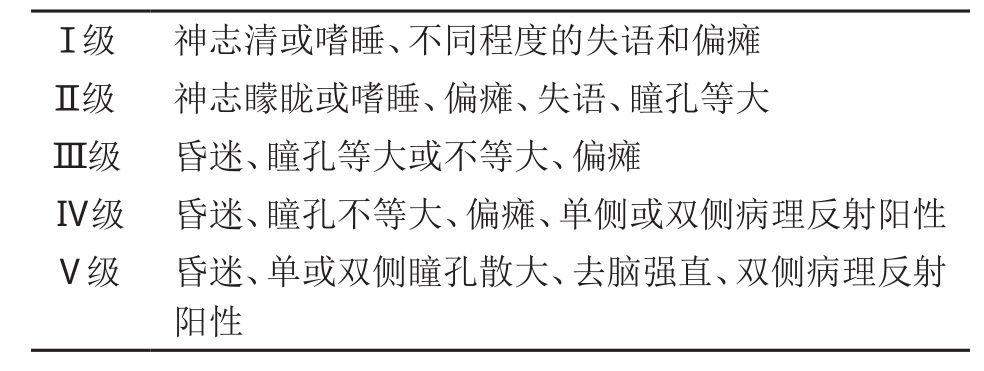 Ⅰ级 神志清或嗜睡、不同程度的失语和偏瘫
Ⅱ级 神志矇眬或嗜睡、偏瘫、失语、瞳孔等大
Ⅲ级 昏迷、瞳孔等大或不等大、偏瘫
Ⅳ级 昏迷、瞳孔不等大、偏瘫、单侧或双侧病理反射阳性
Ⅴ级 昏迷、单或双侧瞳孔散大、去脑强直、双侧病理反射
阳性